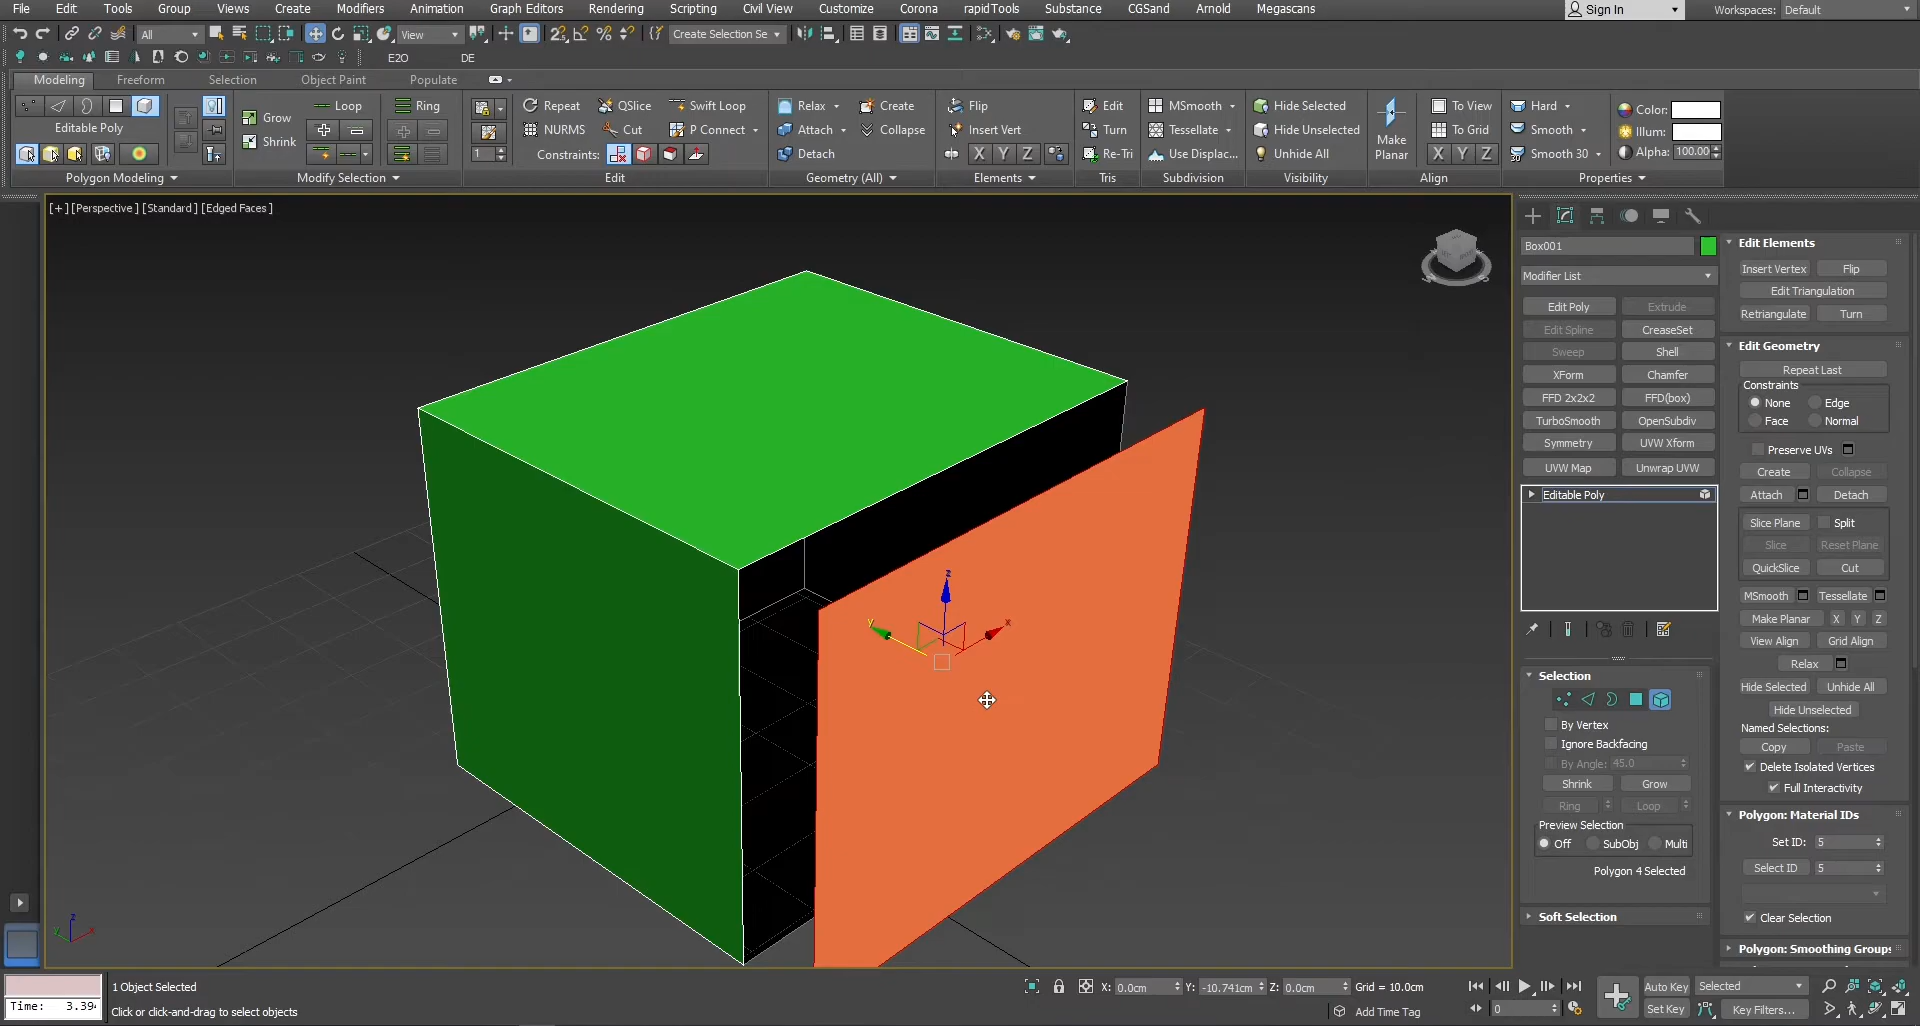 File Edit Tools Group Views Create Modifiers Animation Graph Editors Rendering Scripting Civil View Customize Corona rapidTools Substance CGSand Arnold Megascans Sign In Workspaces: Default
All View Create Selection Se
E2O DE
Modeling Freeform Selection Object Paint Populate
Loop Ring Repeat QSlice Swift Loop Relax Create Flip Edit MSmooth Hide Selected To View Hard Color:
Grow
Editable Poly NURMS Cut P Connect Attach Collapse Insert Vert Turn Tessellate Hide Unselected Make Planar To Grid Smooth Illum:
Shrink
1 Constraints: Detach X Y Z Re-Tri Use Displac... Unhide All X Y Z Smooth 30 Alpha: 100.00
Polygon Modeling Modify Selection Edit Geometry (All) Elements Tris Subdivision Visibility Align Properties
[+] [Perspective] [Standard] [Edged Faces]
z
y
x
z
y x
Box001
Modifier List
Edit Poly Extrude
Edit Spline CreaseSet
Sweep Shell
XForm Chamfer
FFD 2x2x2 FFD(box)
TurboSmooth OpenSubdiv
Symmetry UVW Xform
UVW Map Unwrap UVW
Editable Poly
Selection
By Vertex
Ignore Backfacing
By Angle: 45.0
Shrink Grow
Ring Loop
Preview Selection
Off SubObj Multi
Polygon 4 Selected
Soft Selection
Edit Elements
Insert Vertex Flip
Edit Triangulation
Retriangulate Turn
Edit Geometry
Repeat Last
Constraints
None Edge
Face Normal
Preserve UVs
Create Collapse
Attach Detach
Slice Plane Split
Slice Reset Plane
QuickSlice Cut
MSmooth Tessellate
Make Planar X Y Z
View Align Grid Align
Relax
Hide Selected Unhide All
Hide Unselected
Named Selections:
Copy Paste
Delete Isolated Vertices
Full Interactivity
Polygon: Material IDs
Set ID: 5
Select ID 5
Clear Selection
Polygon: Smoothing Groups
1 Object Selected X: 0.0cm Y: -10.741cm Z: 0.0cm Grid = 10.0cm Auto Key Selected
Time: 3.394 Click or click-and-drag to select objects Add Time Tag 0 Set Key Key Filters...